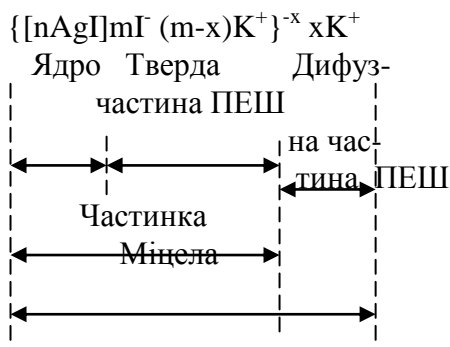 {[nAgI]mI⁻ (m-x)K⁺}⁻ˣ xK⁺
Ядро Тверда Дифуз-
частина ПЕШ
на час-
тина ПЕШ
Частинка
Міцела